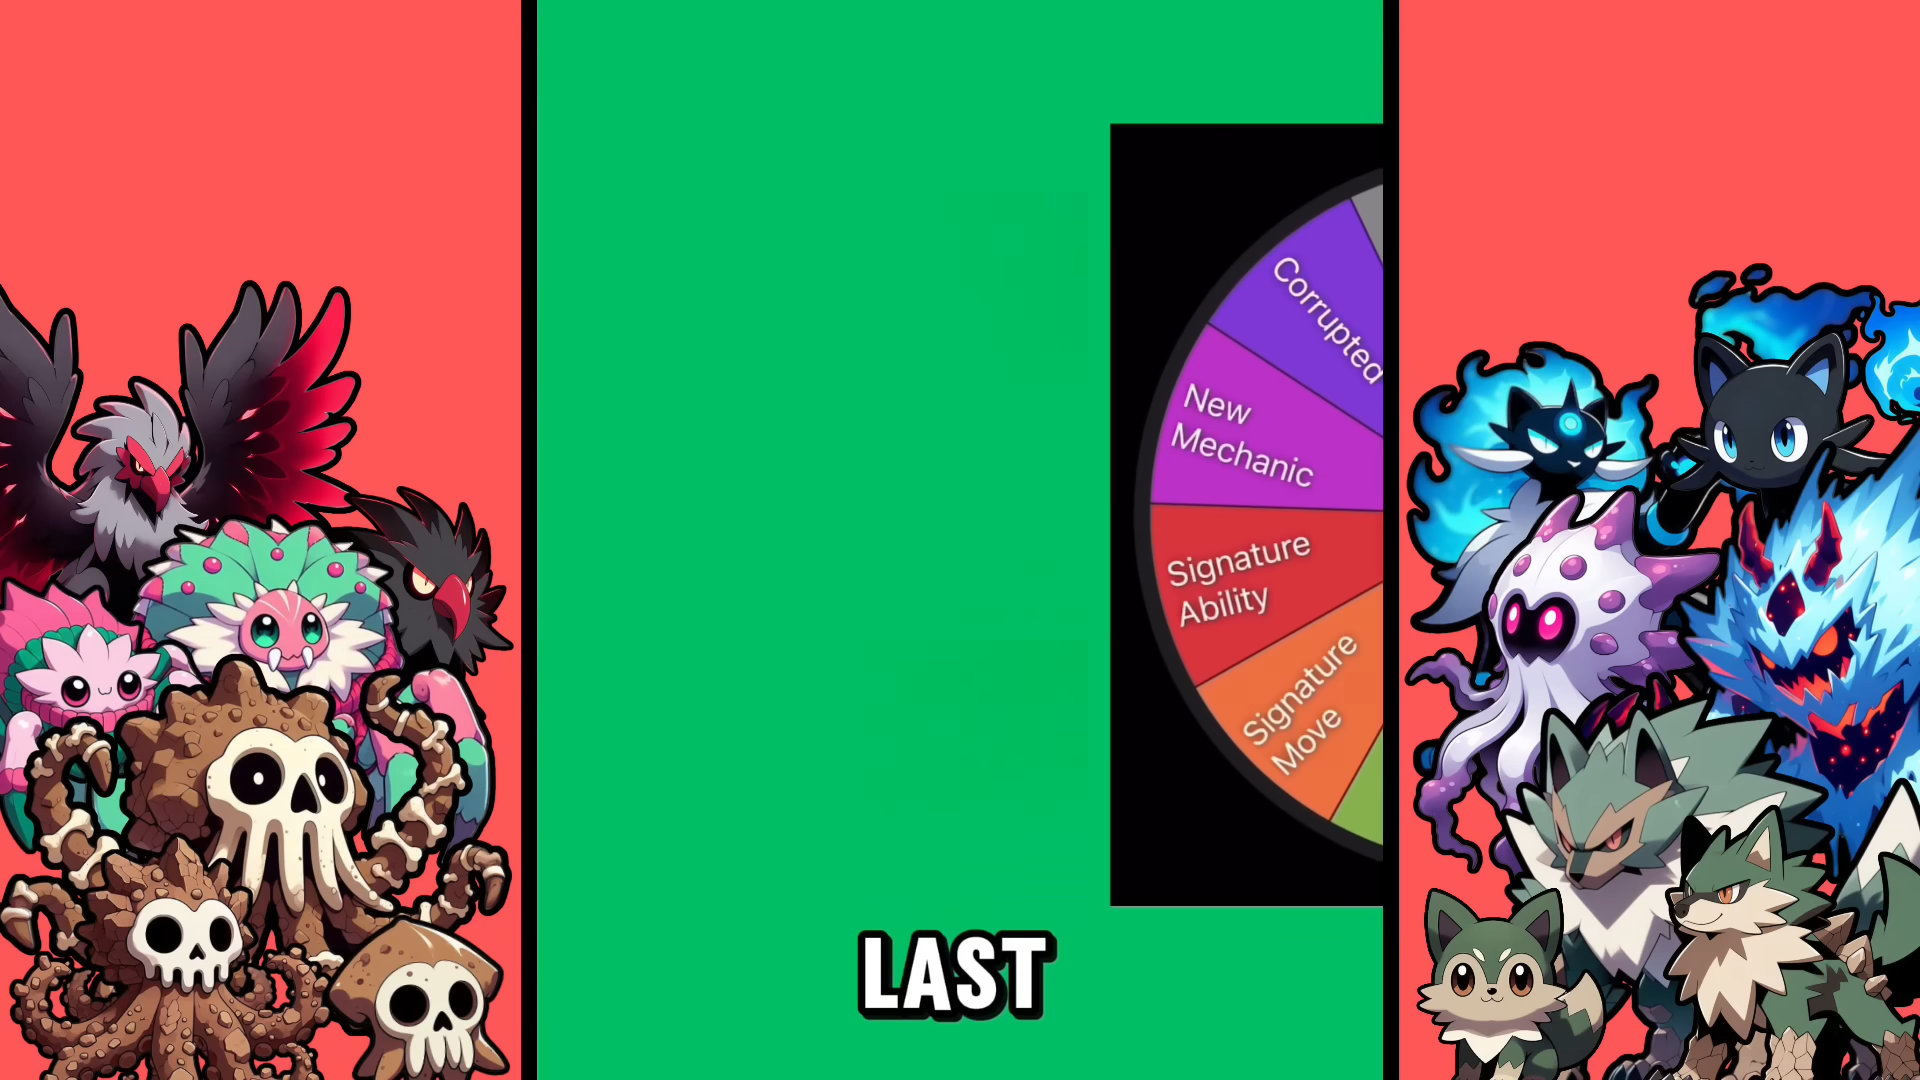 Corrupted
New
Mechanic
Signature
Ability
Signature
Move
LAST